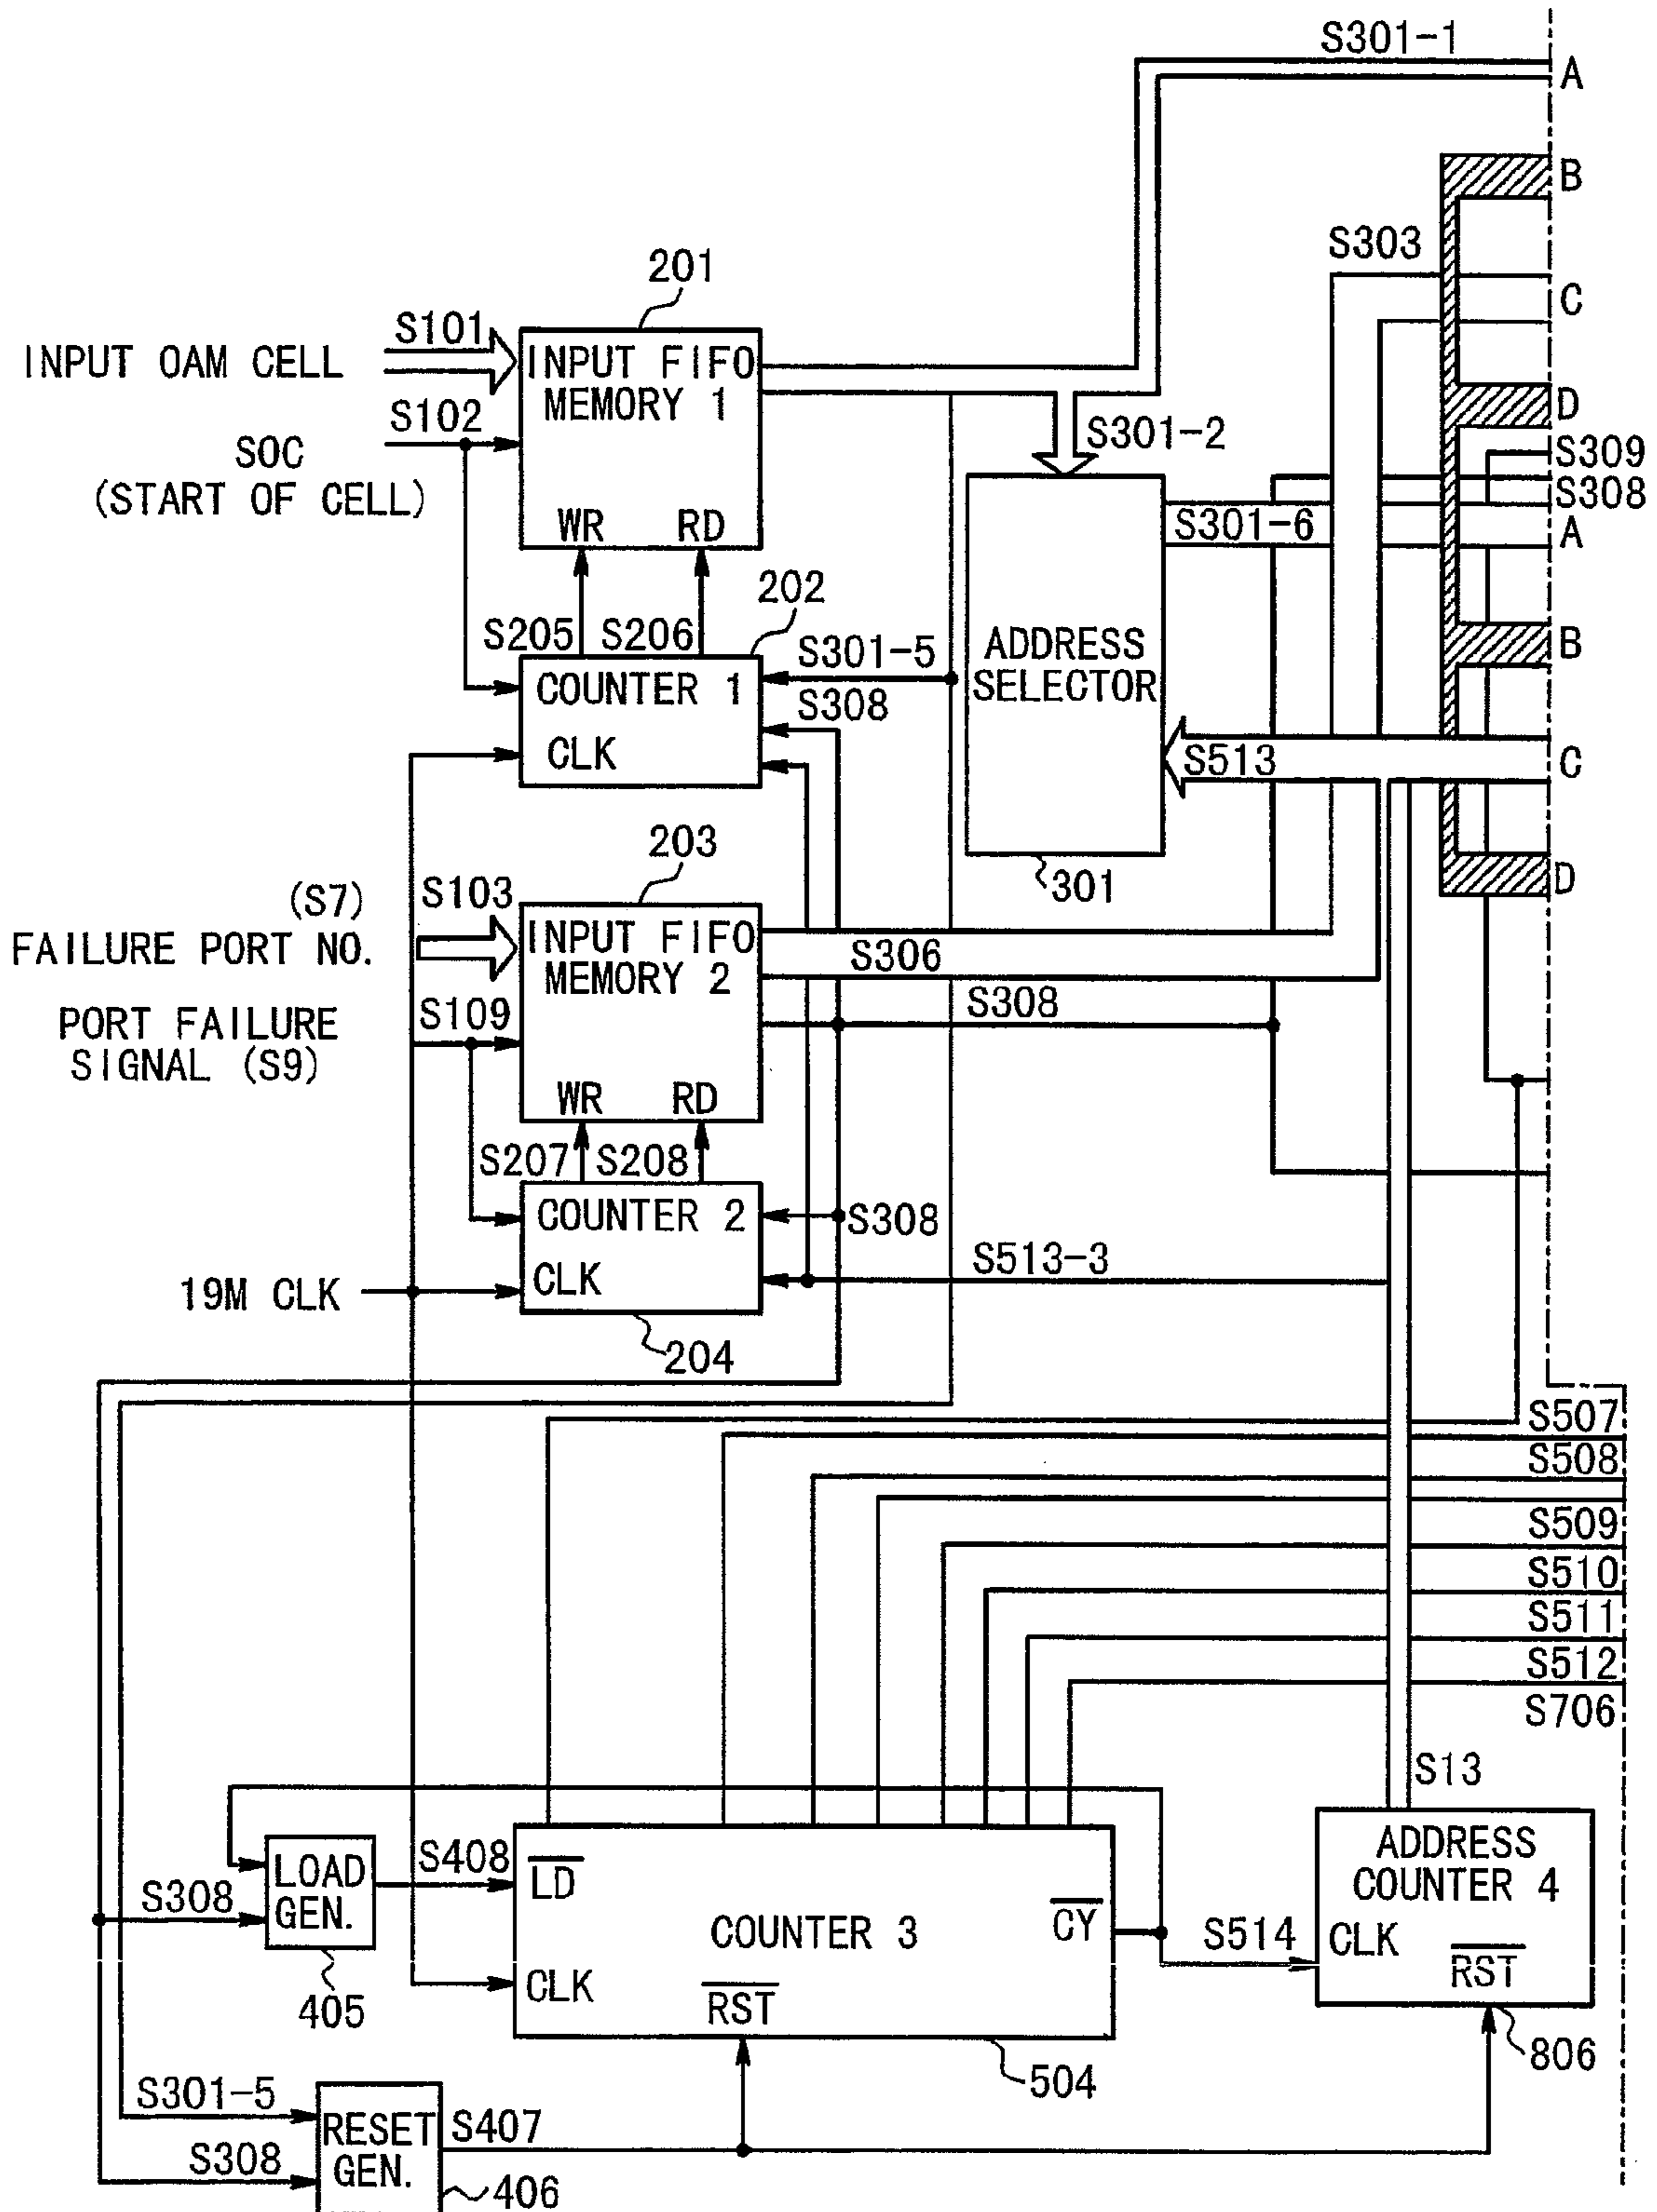 S301-1
A
B
S303
C
201
S101
INPUT OAM CELL
INPUT FIFO
MEMORY 1
S102
SOC
(START OF CELL)
WR RD
S301-2
D
S309
S308
S301-6
A
202
S205 S206
S301-5
COUNTER 1
S308
CLK
ADDRESS
SELECTOR
B
S513
C
301
D
203
(S7)
S103
FAILURE PORT NO.
INPUT FIFO
MEMORY 2
S306
PORT FAILURE
SIGNAL (S9)
S109
S308
WR RD
S207 S208
COUNTER 2
S308
CLK
S513-3
19M CLK
204
S507
S508
S509
S510
S511
S512
S706
S13
LOAD
GEN.
S408
S308
405
LD
COUNTER 3
CY
CLK
RST
504
S514
ADDRESS
COUNTER 4
CLK
RST
806
S301-5
S308
RESET
GEN.
S407
406